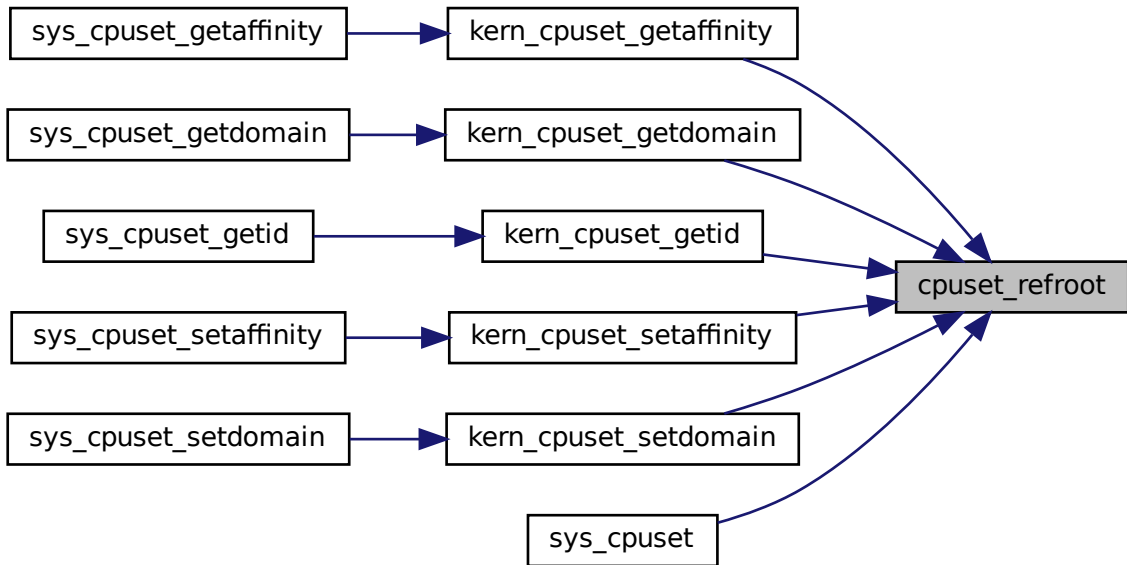 sys_cpuset_getaffinity
kern_cpuset_getaffinity
sys_cpuset_getdomain
kern_cpuset_getdomain
sys_cpuset_getid
kern_cpuset_getid
cpuset_refroot
sys_cpuset_setaffinity
kern_cpuset_setaffinity
sys_cpuset_setdomain
kern_cpuset_setdomain
sys_cpuset